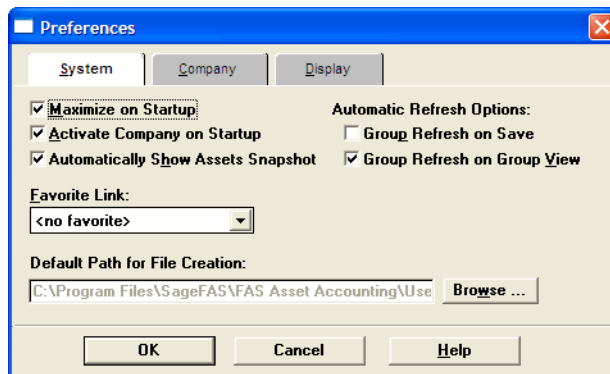 Preferences
System Company Display
Maximize on Startup
Activate Company on Startup
Automatically Show Assets Snapshot
Automatic Refresh Options:
Group Refresh on Save
Group Refresh on Group View
Favorite Link:
<no favorite>
Default Path for File Creation:
C:\Program Files\SageFAS\FAS Asset Accounting\Use
Browse ...
OK Cancel Help